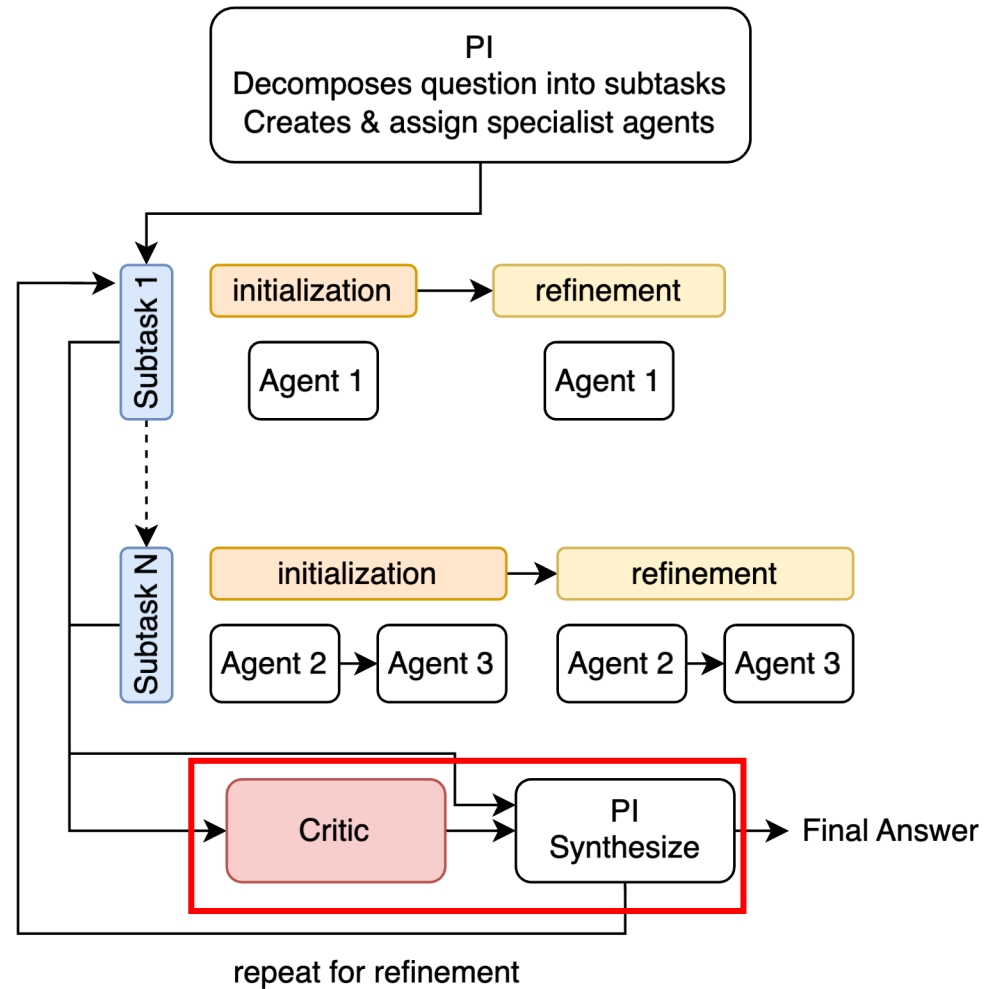 PI
Decomposes question into subtasks
Creates & assign specialist agents
Subtask 1
initialization
refinement
Agent 1
Agent 1
Subtask N
initialization
refinement
Agent 2
Agent 3
Agent 2
Agent 3
Critic
PI
Synthesize
Final Answer
repeat for refinement